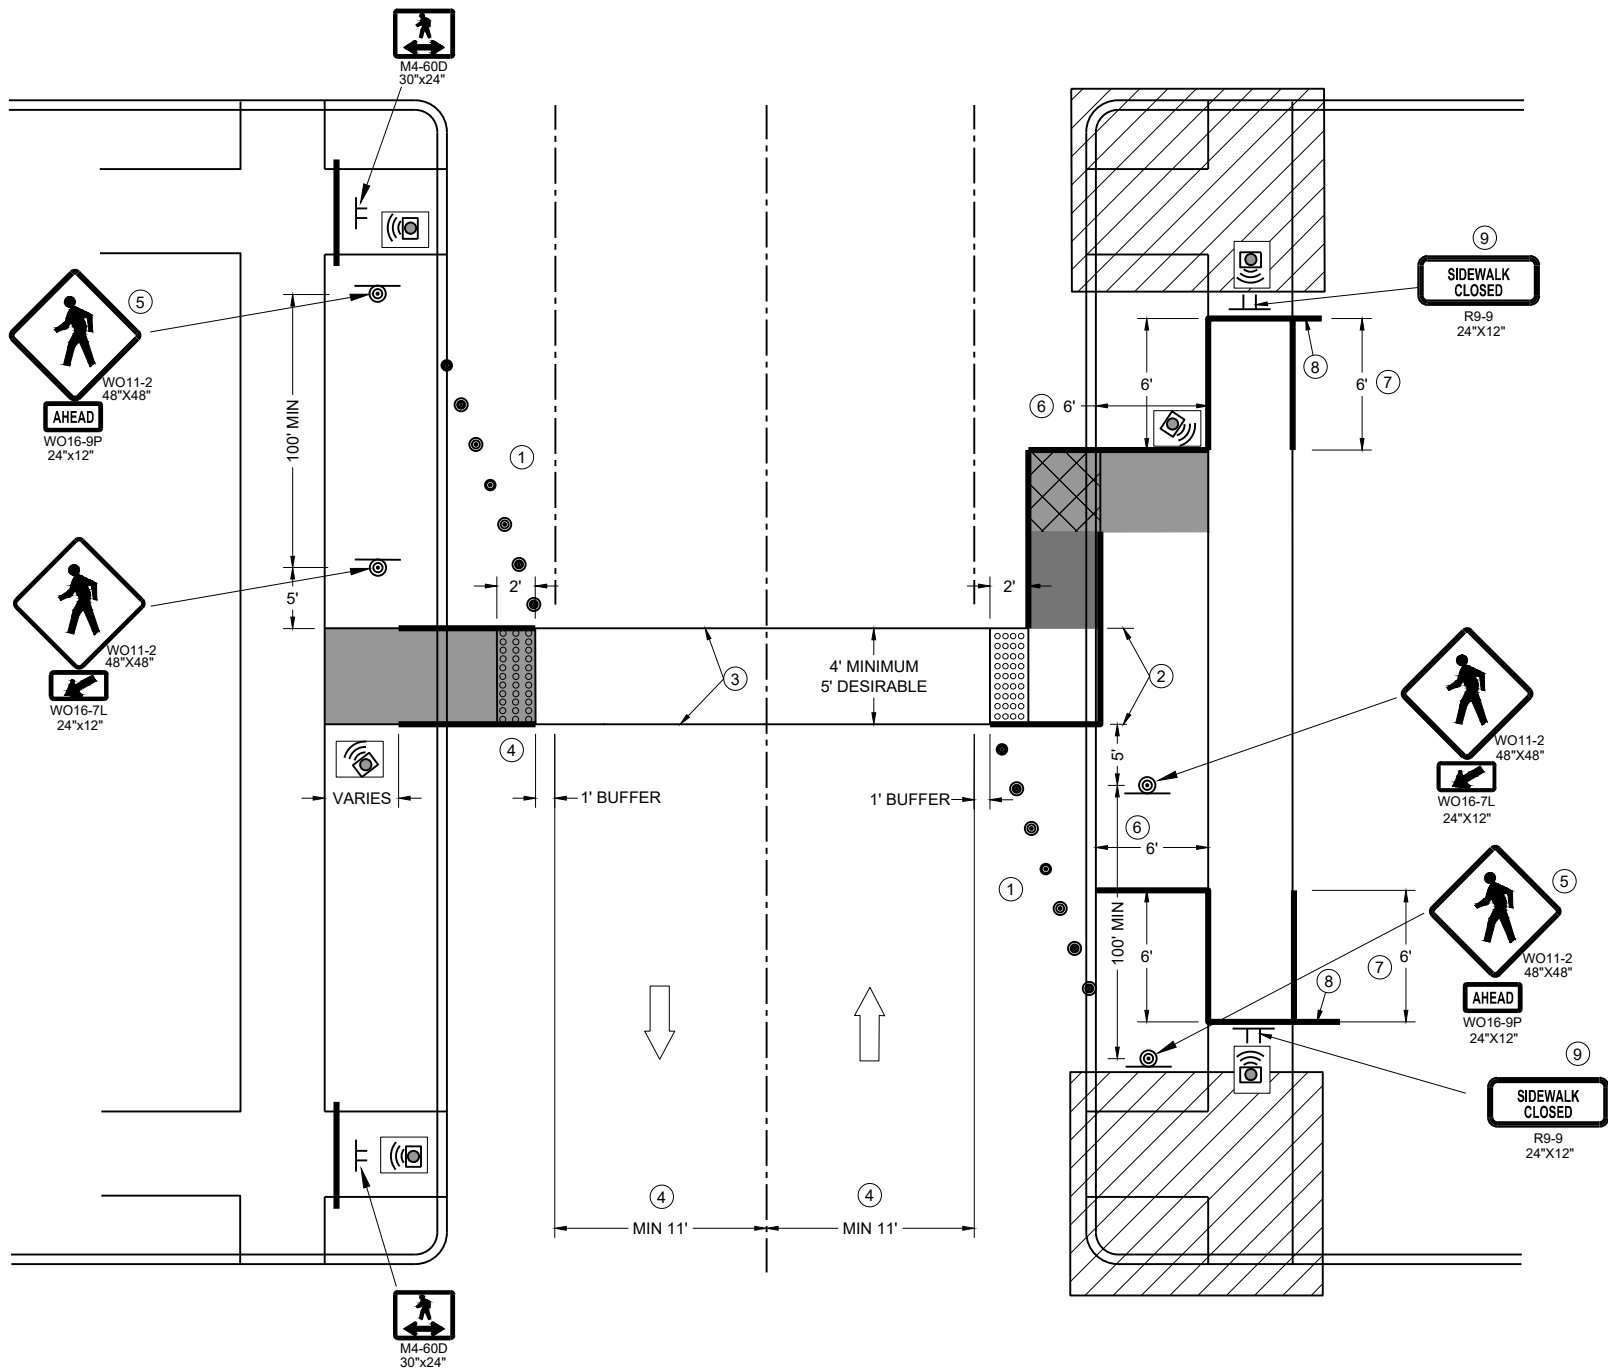 M4-60D
30"x24"
9
SIDEWALK
CLOSED
R9-9
24"X12"
5
WO11-2
48"X48"
AHEAD
WO16-9P
24"x12"
100' MIN
1
6'
8
6'
7
6
6'
2'
2'
5'
WO11-2
48"X48"
WO16-7L
24"x12"
3
4' MINIMUM
5' DESIRABLE
2
4
5'
WO11-2
48"X48"
WO16-7L
24"X12"
VARIES
1' BUFFER
1' BUFFER
6
6'
1
100' MIN
5
WO11-2
48"X48"
AHEAD
WO16-9P
24"X12"
6'
7
6'
8
9
SIDEWALK
CLOSED
R9-9
24"X12"
4
MIN 11'
4
MIN 11'
M4-60D
30"x24"